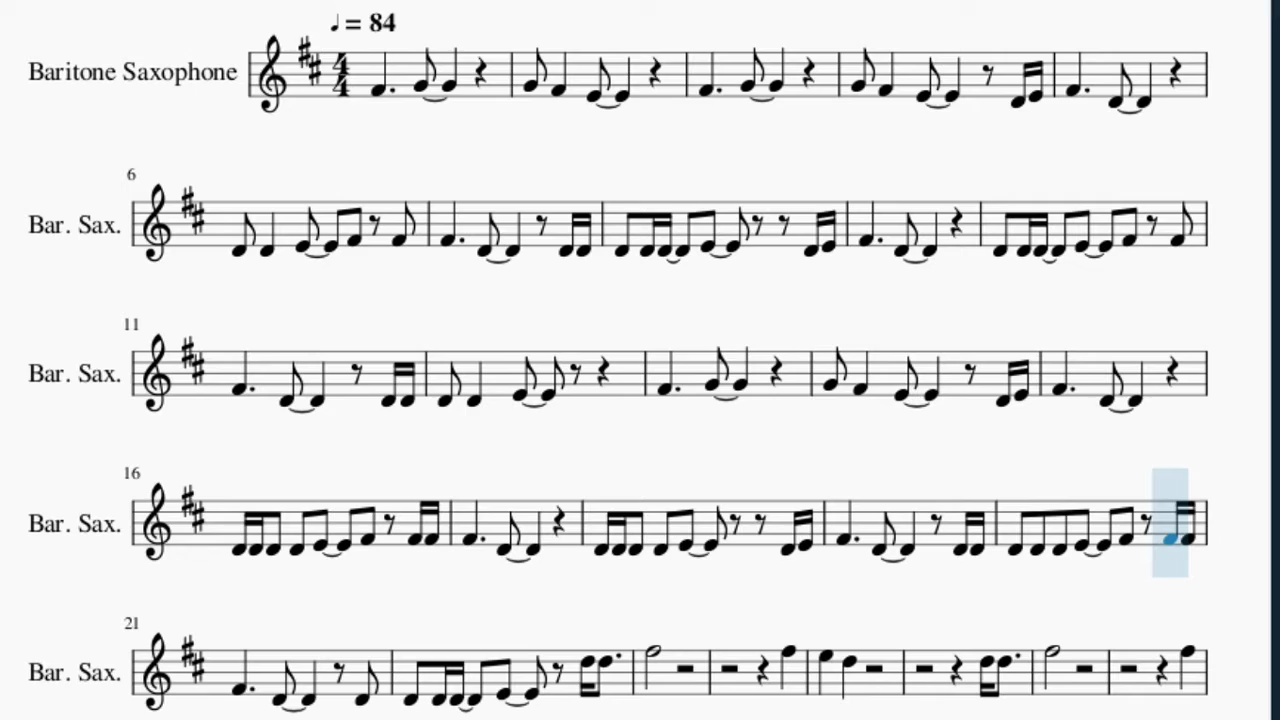 ♩ = 84
Baritone Saxophone
4
4
6
Bar. Sax.
11
Bar. Sax.
16
Bar. Sax.
21
Bar. Sax.